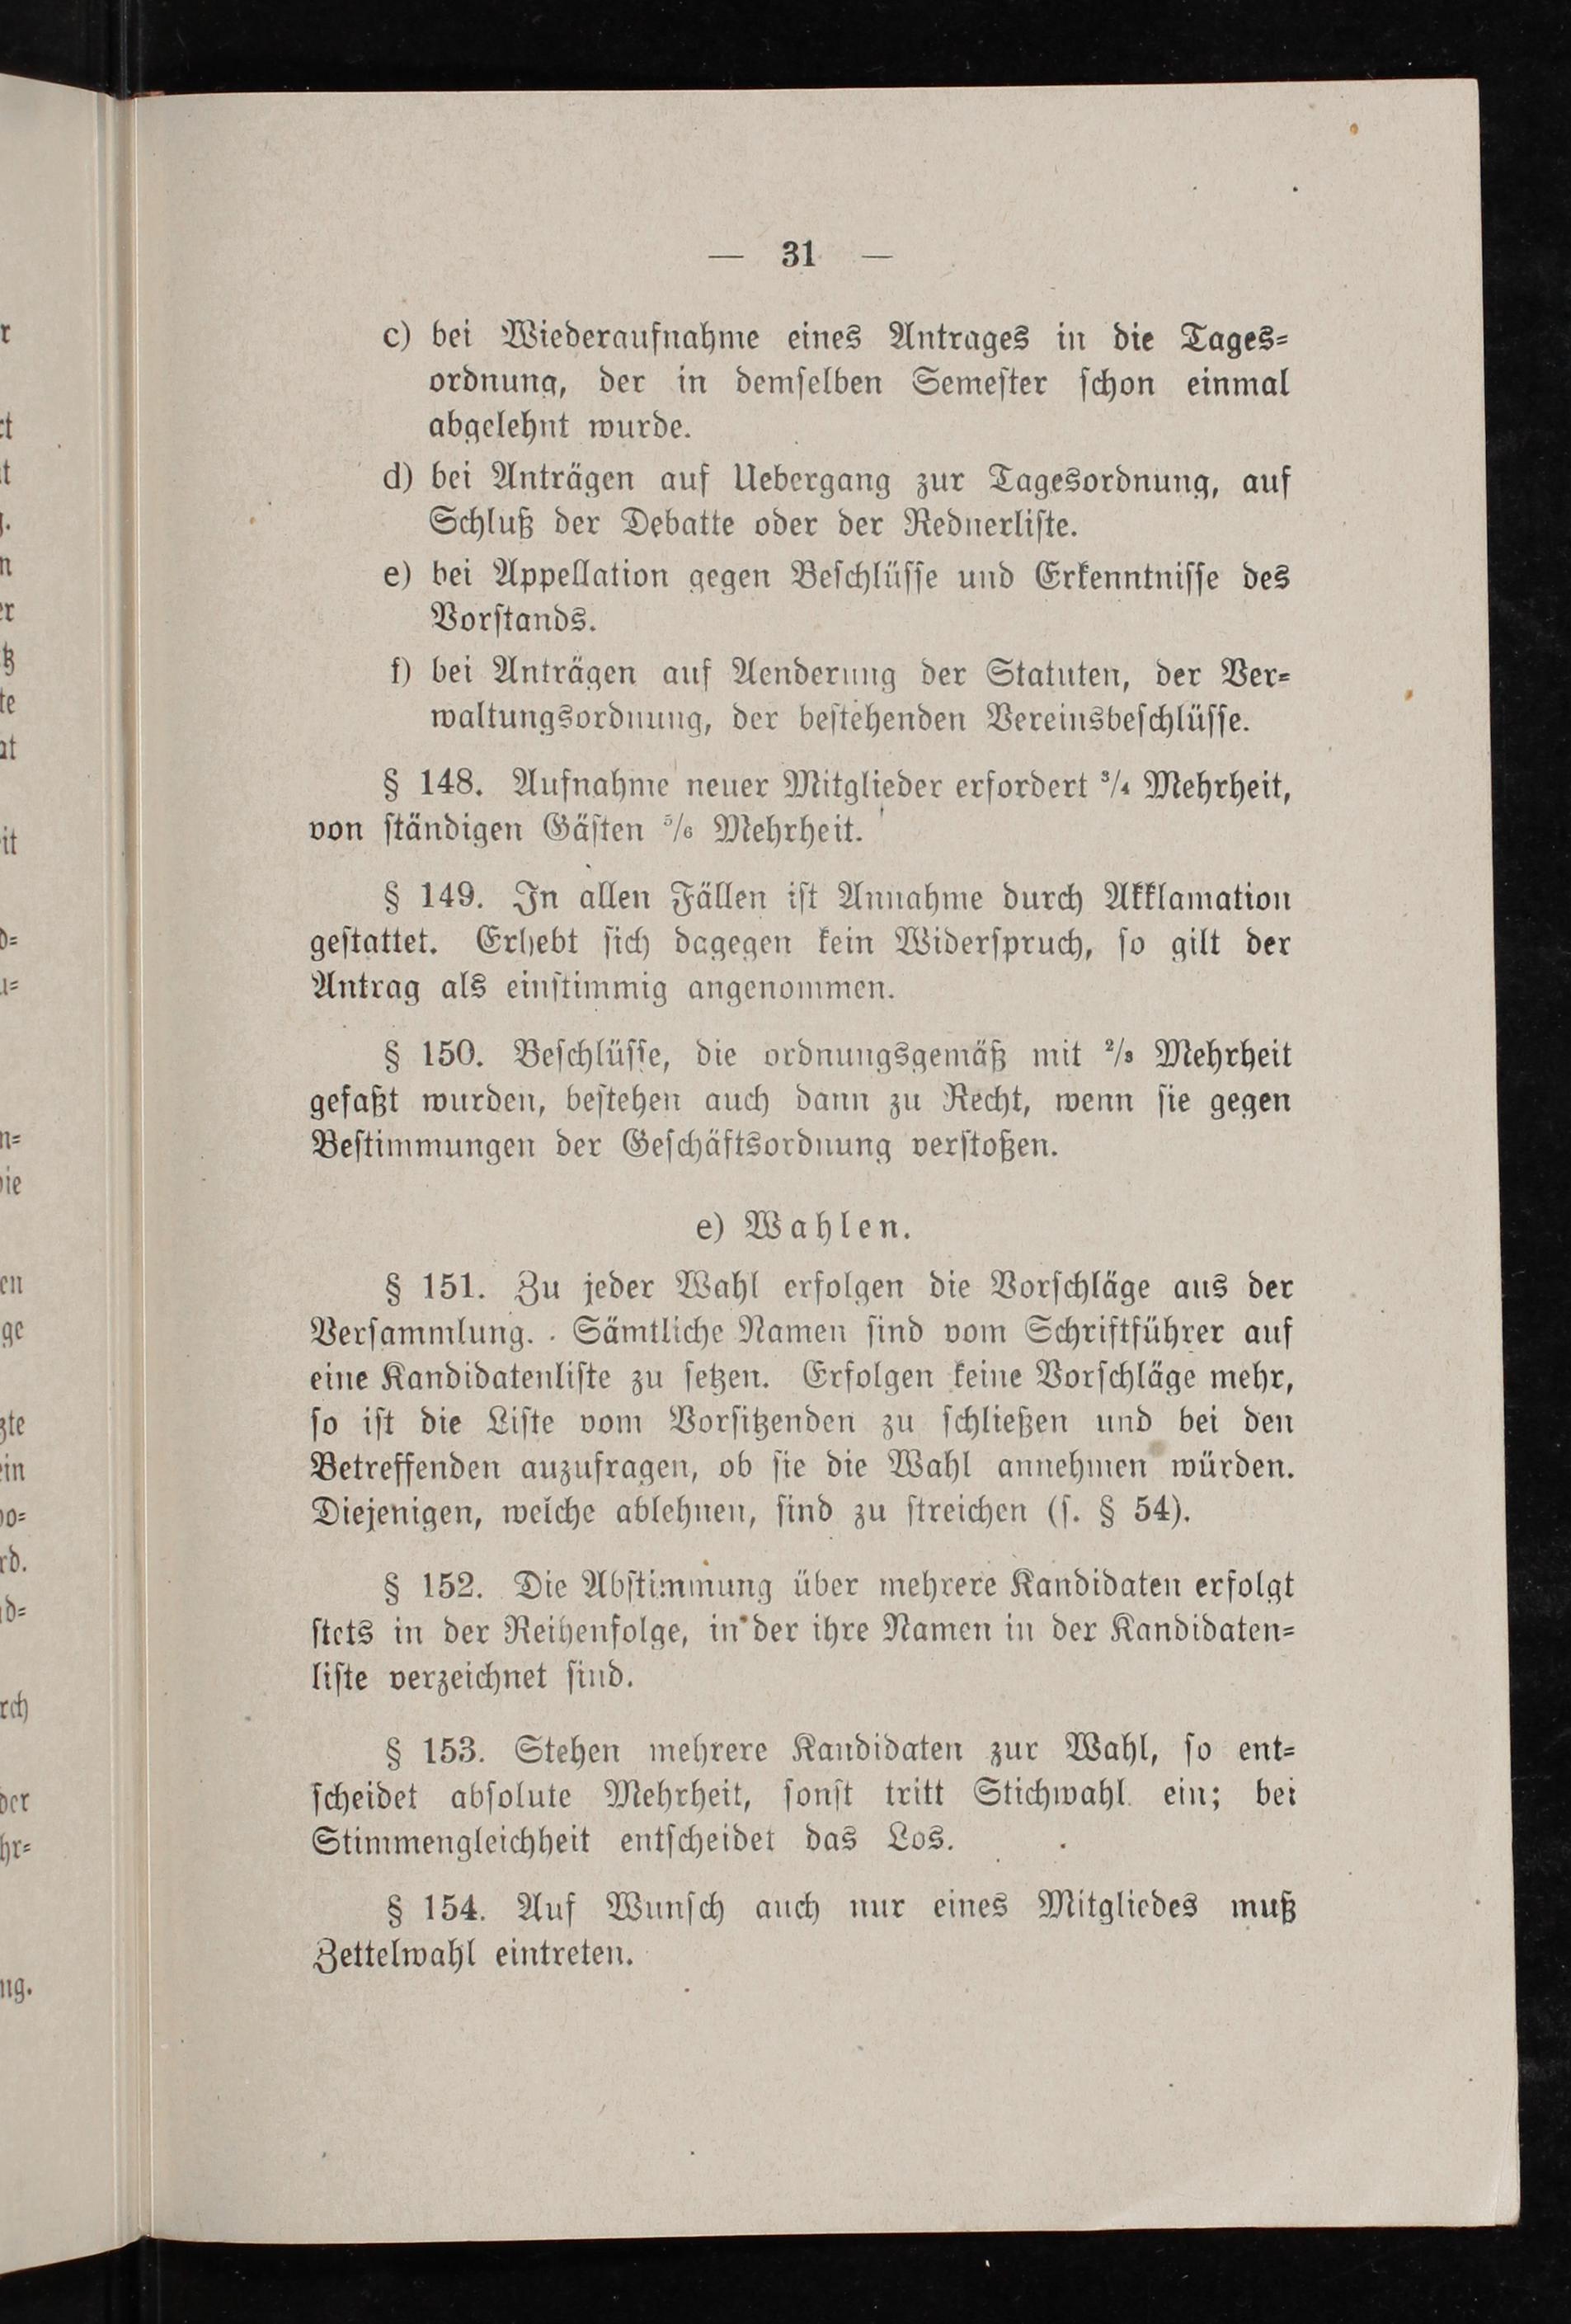 — 31 —
c) bei Wiederaufnahme eines Antrages in die Tages=
ordnung, der in demſelben Semeſter ſchon einmal
abgelehnt wurde.
d) bei Anträgen auf Uebergang zur Tagesordnung, auf
Schluß der Debatte oder der Rednerliſte.
e) bei Appellation gegen Beſchlüſſe und Erkenntniſſe des
Vorſtands.
f) bei Anträgen auf Aenderung der Statuten, der Ver=
waltungsordnung, der beſtehenden Vereinsbeſchlüſſe.
§ 148. Aufnahme neuer Mitglieder erfordert ³/₄ Mehrheit,
von ſtändigen Gäſten ⁵/₆ Mehrheit.
§ 149. In allen Fällen iſt Annahme durch Akklamation
geſtattet. Erhebt ſich dagegen kein Widerſpruch, ſo gilt der
Antrag als einſtimmig angenommen.
§ 150. Beſchlüſſe, die ordnungsgemäß mit ²/₃ Mehrheit
gefaßt wurden, beſtehen auch dann zu Recht, wenn ſie gegen
Beſtimmungen der Geſchäftsordnung verſtoßen.
e) Wahlen.
§ 151. Zu jeder Wahl erfolgen die Vorſchläge aus der
Verſammlung. Sämtliche Namen ſind vom Schriftführer auf
eine Kandidatenliſte zu ſetzen. Erfolgen keine Vorſchläge mehr,
ſo iſt die Liſte vom Vorſitzenden zu ſchließen und bei den
Betreffenden anzufragen, ob ſie die Wahl annehmen würden.
Diejenigen, welche ablehnen, ſind zu ſtreichen (ſ. § 54).
§ 152. Die Abſtimmung über mehrere Kandidaten erfolgt
ſtets in der Reihenfolge, in der ihre Namen in der Kandidaten=
liſte verzeichnet ſind.
§ 153. Stehen mehrere Kandidaten zur Wahl, ſo ent=
ſcheidet abſolute Mehrheit, ſonſt tritt Stichwahl ein; bei
Stimmengleichheit entſcheidet das Los.
§ 154. Auf Wunſch auch nur eines Mitgliedes muß
Zettelwahl eintreten.